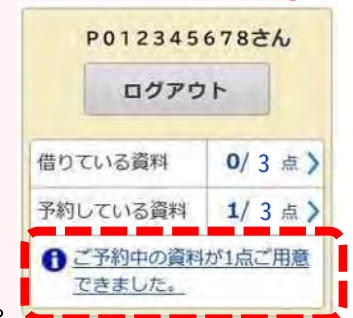 P012345678さん
ログアウト
借りている資料 0/ 3 点
予約している資料 1/ 3 点
ご予約中の資料が1点ご用意
できました。
。